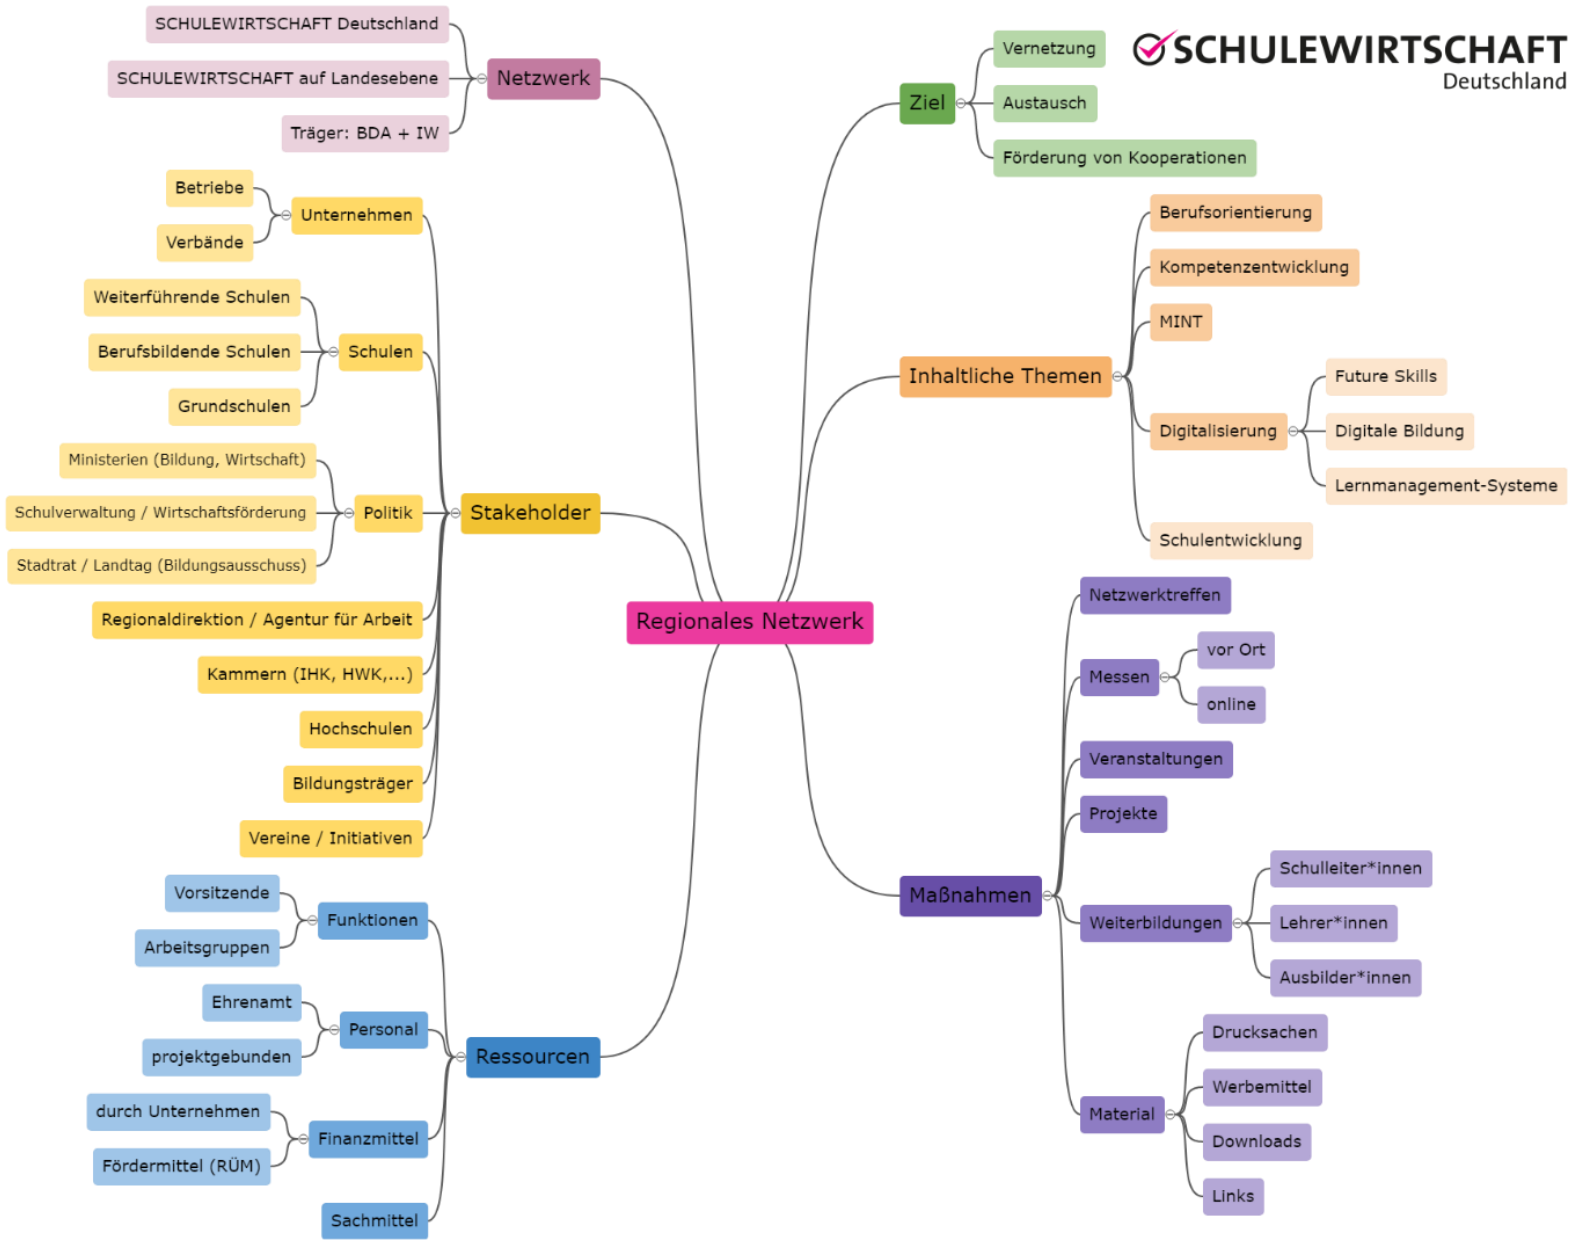 SCHULEWIRTSCHAFT
Deutschland
Regionales Netzwerk
Netzwerk
SCHULEWIRTSCHAFT Deutschland
SCHULEWIRTSCHAFT auf Landesebene
Träger: BDA + IW
Stakeholder
Unternehmen
Betriebe
Verbände
Schulen
Weiterführende Schulen
Berufsbildende Schulen
Grundschulen
Politik
Ministerien (Bildung, Wirtschaft)
Schulverwaltung / Wirtschaftsförderung
Stadtrat / Landtag (Bildungsausschuss)
Regionaldirektion / Agentur für Arbeit
Kammern (IHK, HWK,...)
Hochschulen
Bildungsträger
Vereine / Initiativen
Ressourcen
Funktionen
Vorsitzende
Arbeitsgruppen
Personal
Ehrenamt
projektgebunden
Finanzmittel
durch Unternehmen
Fördermittel (RÜM)
Sachmittel
Ziel
Vernetzung
Austausch
Förderung von Kooperationen
Inhaltliche Themen
Berufsorientierung
Kompetenzentwicklung
MINT
Digitalisierung
Future Skills
Digitale Bildung
Lernmanagement-Systeme
Schulentwicklung
Maßnahmen
Netzwerktreffen
Messen
vor Ort
online
Veranstaltungen
Projekte
Weiterbildungen
Schulleiter*innen
Lehrer*innen
Ausbilder*innen
Material
Drucksachen
Werbemittel
Downloads
Links